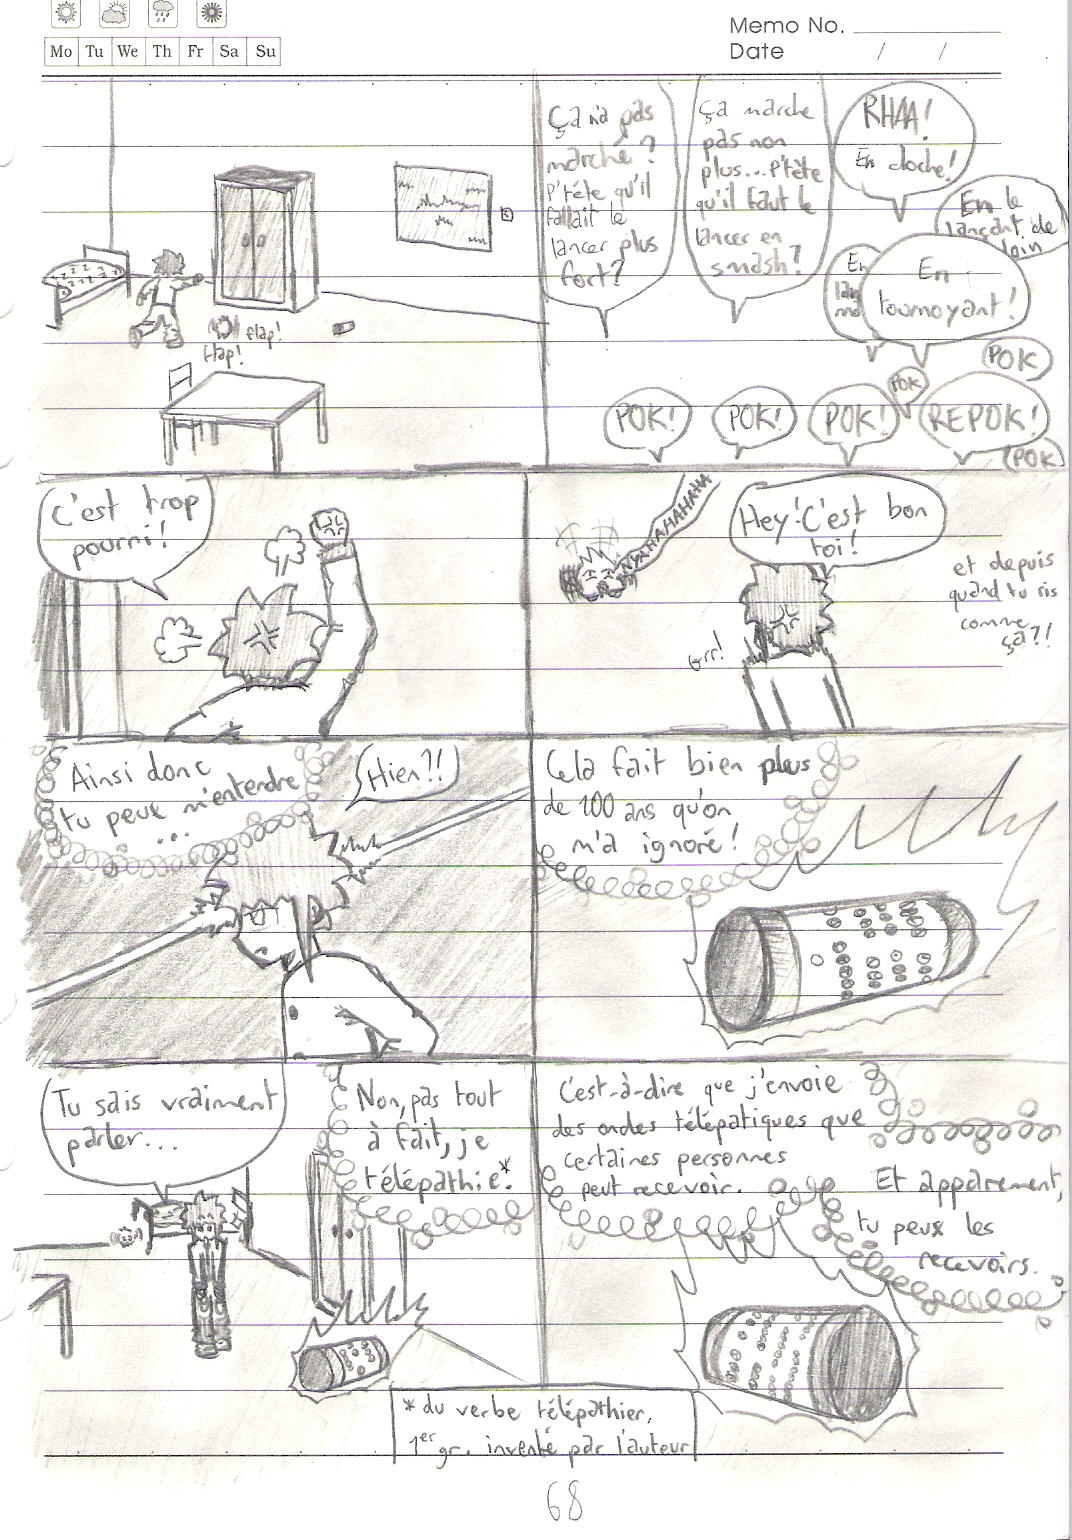 Memo No.
Date / /
Mo Tu We Th Fr Sa Su
flap!
flap!
Ça n'a pas
marché?
P'tête qu'il
fallait le
lancer plus
fort?
Ça marche
pas non
plus... P'tête
qu'il faut le
lancer en
smash?
RHAA!
En cloche!
En le
lançant de
loin
En
En
tournoyant!
POK
POK
POK!
POK!
POK!
REPOK!
POK
C'est trop
pourri!
NYAHAHAHAHAHA
Hey! C'est bon
toi!
et depuis
quand tu ris
comme
ça?!
Grr!
Ainsi donc
tu peux m'entendre
...
Hien?!
Cela fait bien plus
de 100 ans qu'on
m'a ignoré!
Tu sais vraiment
parler...
Non, pas tout
à fait, je
télépathie.*
C'est-à-dire que j'envoie
des ondes télépatiques que
certaines personnes
peut recevoir.
Et apparement,
tu peux les
recevoirs.
* du verbe télépathier,
1er gr. inventé par l'auteur
68